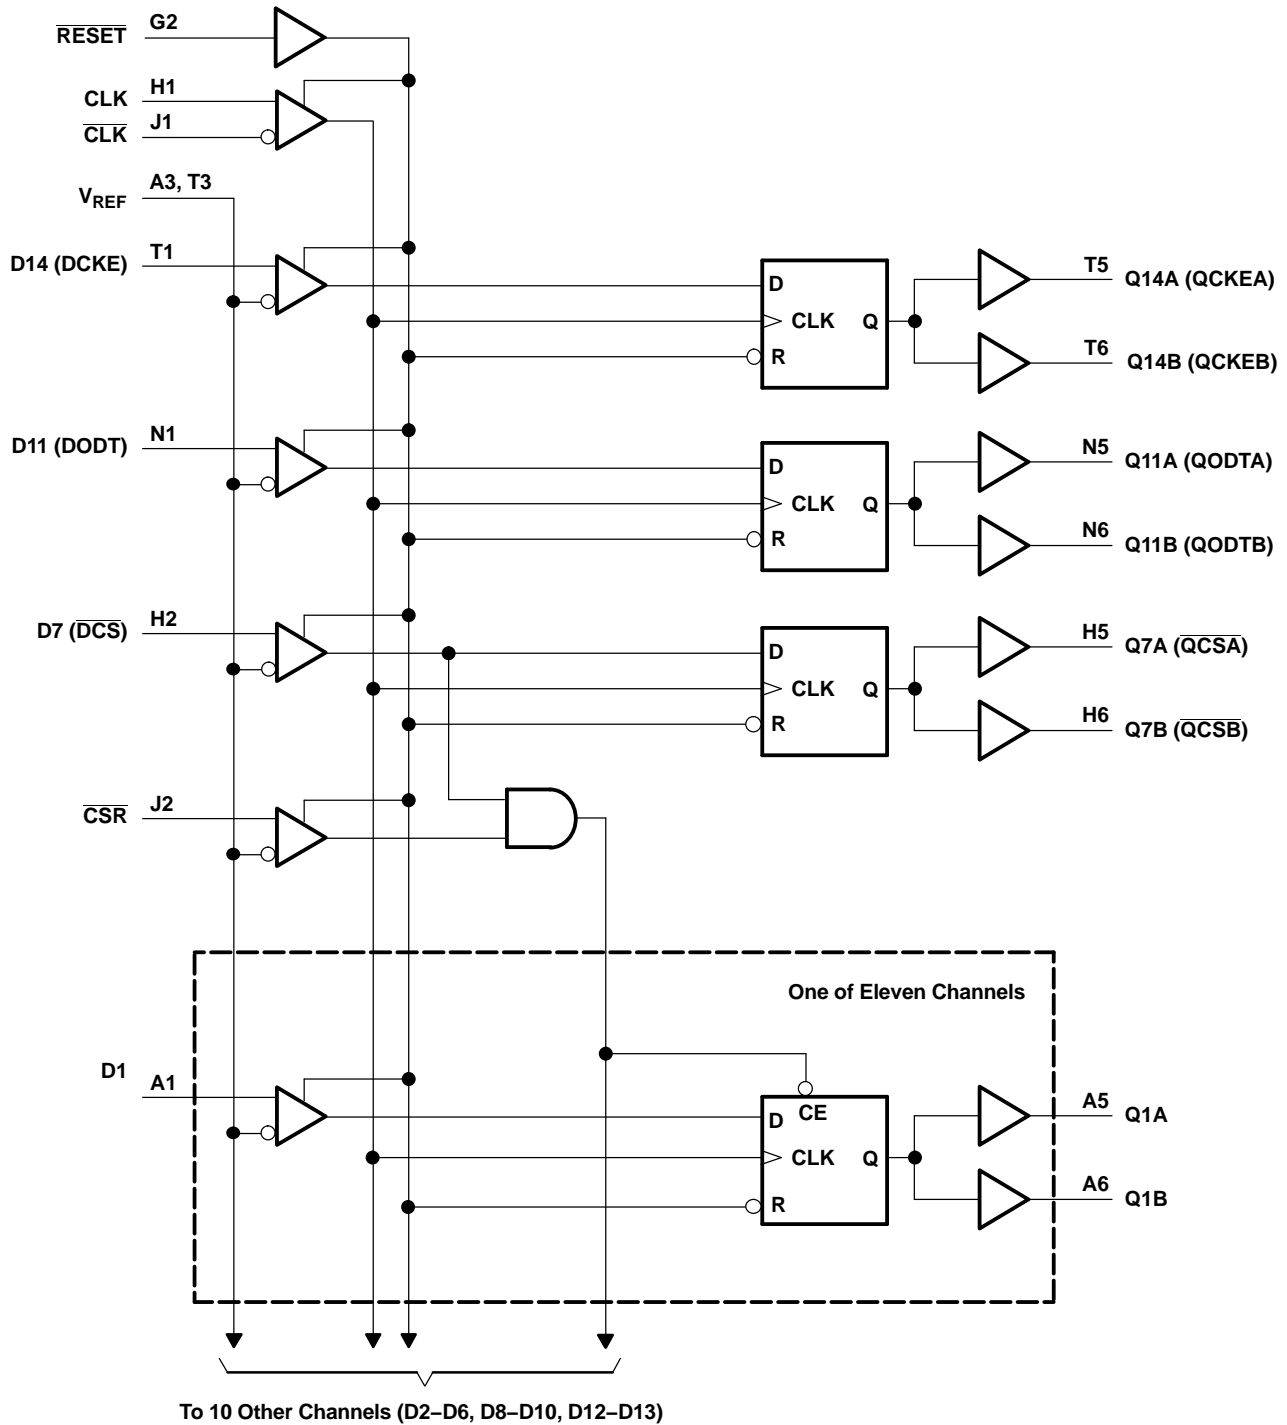 RESET G2
CLK H1
CLK J1
VREF A3, T3
D14 (DCKE) T1
D CLK Q R
T5 Q14A (QCKEA)
T6 Q14B (QCKEB)
D11 (DODT) N1
D CLK Q R
N5 Q11A (QODTA)
N6 Q11B (QODTB)
D7 (DCS) H2
D CLK Q R
H5 Q7A (QCSA)
H6 Q7B (QCSB)
CSR J2
One of Eleven Channels
D1 A1
CE
D CLK Q R
A5 Q1A
A6 Q1B
To 10 Other Channels (D2–D6, D8–D10, D12–D13)